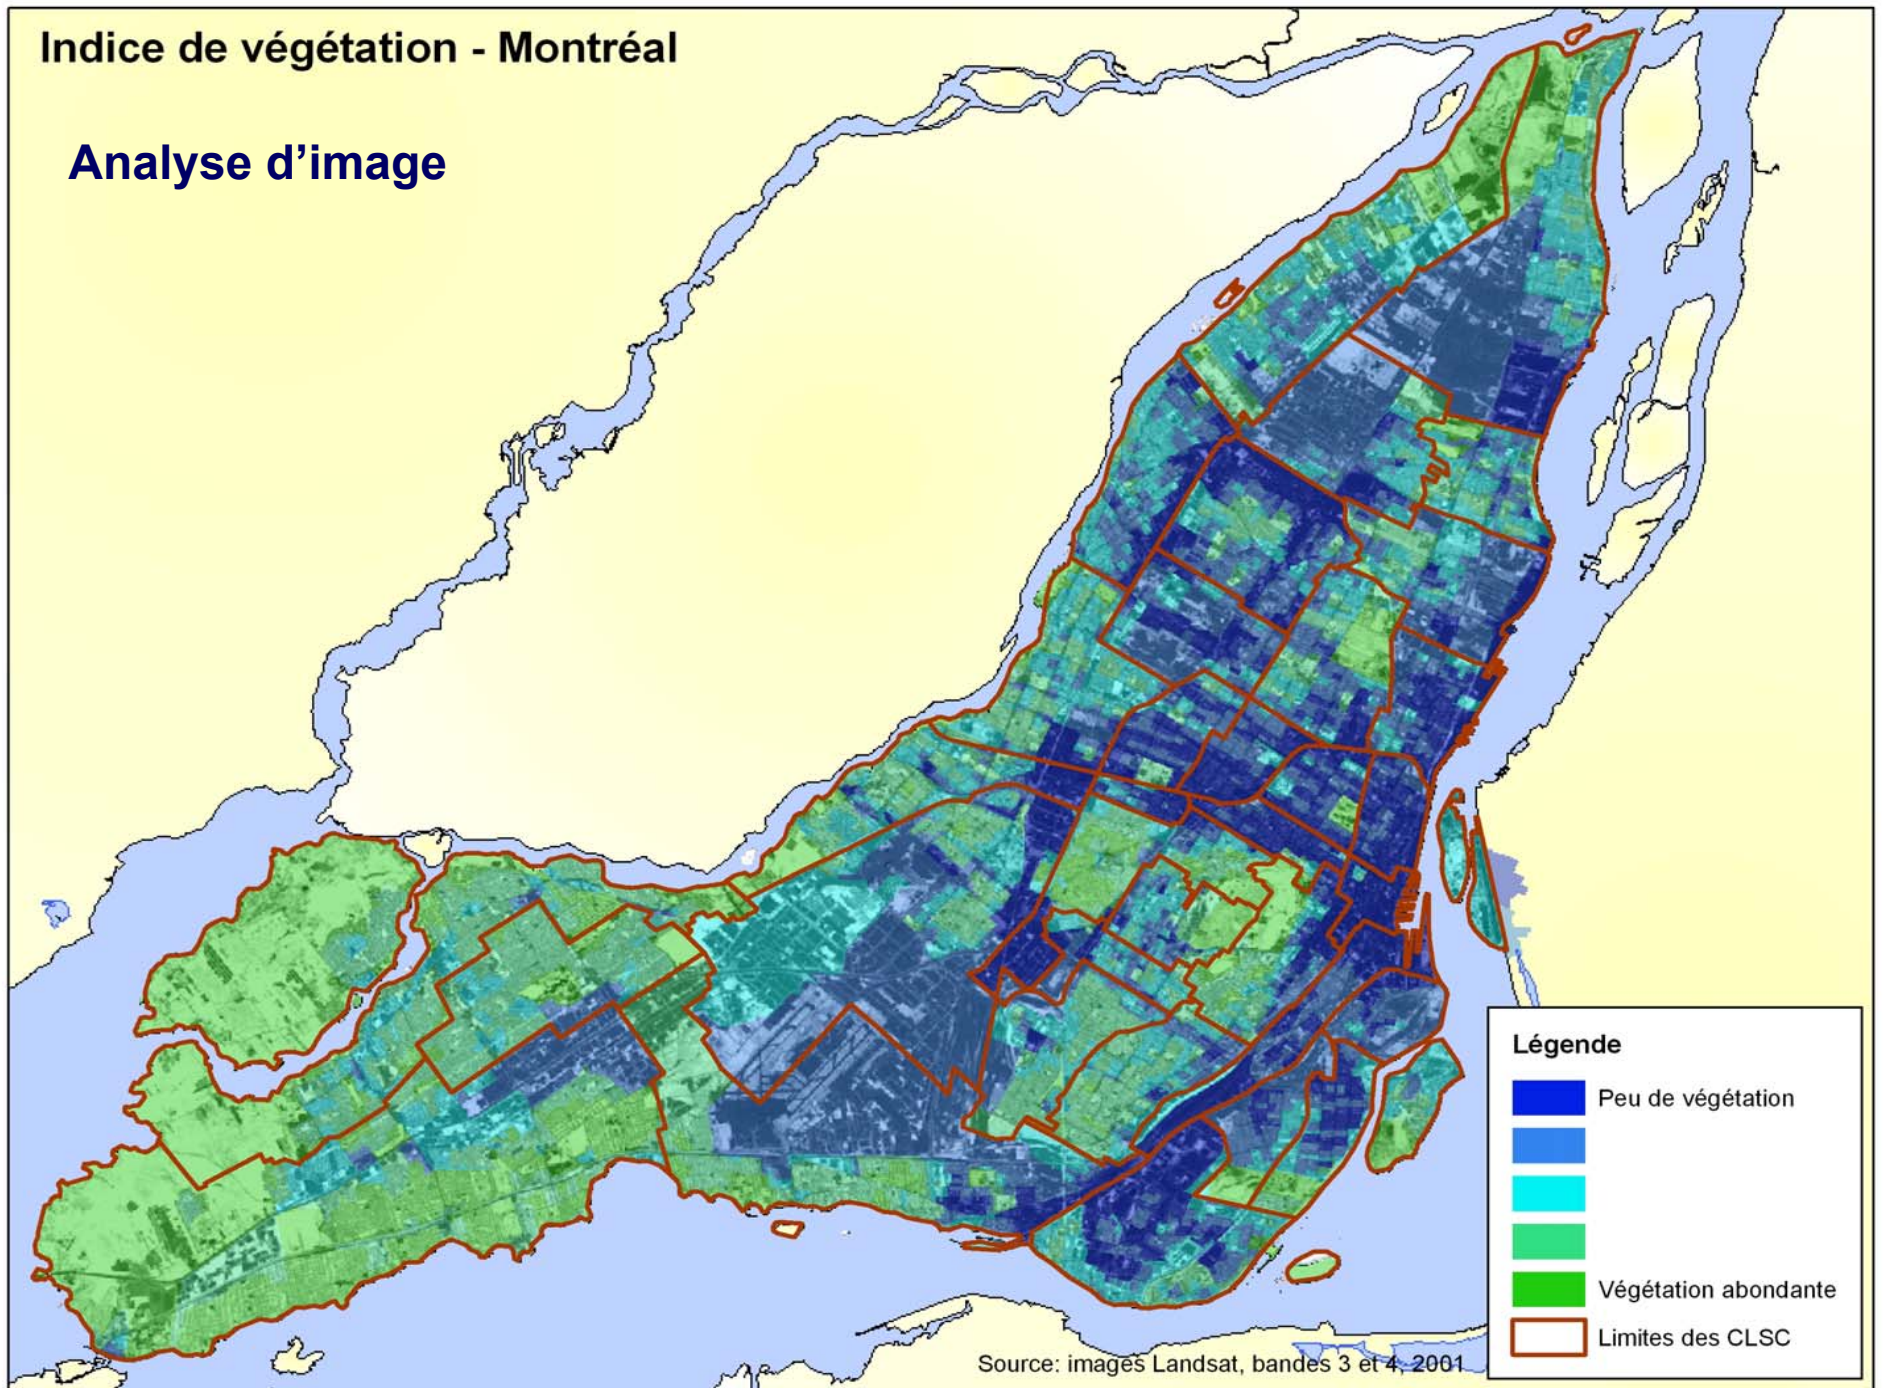 Indice de végétation - Montréal
Analyse d’image
Légende
Peu de végétation
Végétation abondante
Limites des CLSC
Source: images Landsat, bandes 3 et 4, 2001